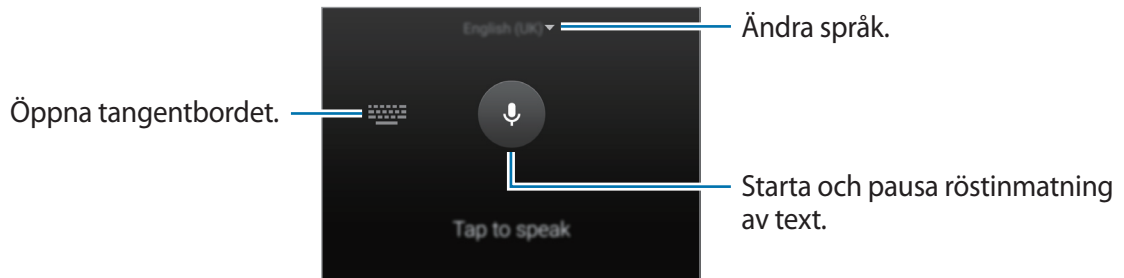 English (UK)
Ändra språk.
Öppna tangentbordet.
Starta och pausa röstinmatning
av text.
Tap to speak